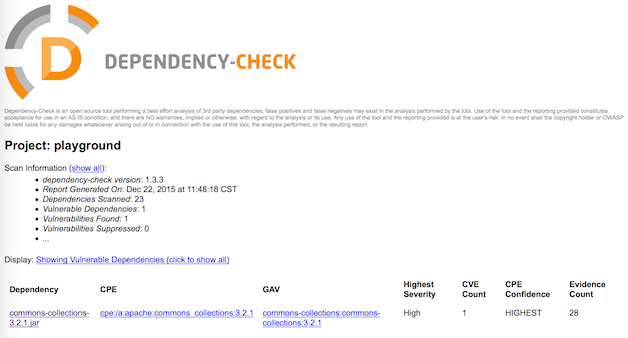 D
DEPENDENCY-CHECK
Dependency-Check is an open source tool performing a best effort analysis of 3rd party dependencies; false positives and false negatives may exist in the analysis performed by the tool. Use of the tool and the reporting provided constitutes
acceptance for use in an AS IS condition, and there are NO warranties, implied or otherwise, with regard to the analysis or its use. Any use of the tool and the reporting provided is at the user's risk. In no event shall the copyright holder or OWASP
be held liable for any damages whatsoever arising out of or in connection with the use of this tool, the analysis performed, or the resulting report.
Project: playground
Scan Information (show all):
• dependency-check version: 1.3.3
• Report Generated On: Dec 22, 2015 at 11:48:18 CST
• Dependencies Scanned: 23
• Vulnerable Dependencies: 1
• Vulnerabilities Found: 1
• Vulnerabilities Suppressed: 0
• ...
Display: Showing Vulnerable Dependencies (click to show all)
Dependency CPE GAV Highest Severity CVE Count CPE Confidence Evidence Count
commons-collections-3.2.1.jar cpe:/a:apache:commons_collections:3.2.1 commons-collections:commons-collections:3.2.1 High 1 HIGHEST 28